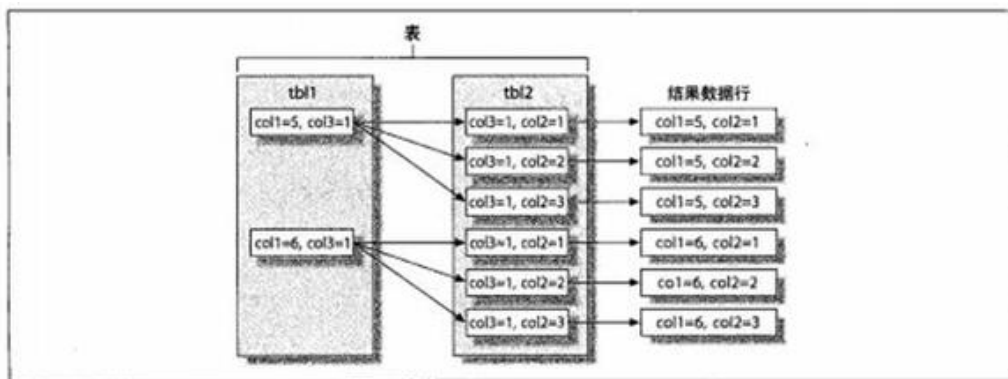 表
tbl1
tbl2
结果数据行
col1=5, col3=1
col3=1, col2=1
col1=5, col2=1
col3=1, col2=2
col1=5, col2=2
col3=1, col2=3
col1=5, col2=3
col1=6, col3=1
col3=1, col2=1
col1=6, col2=1
col3=1, col2=2
co1=6, col2=2
col3=1, col2=3
col1=6, col2=3